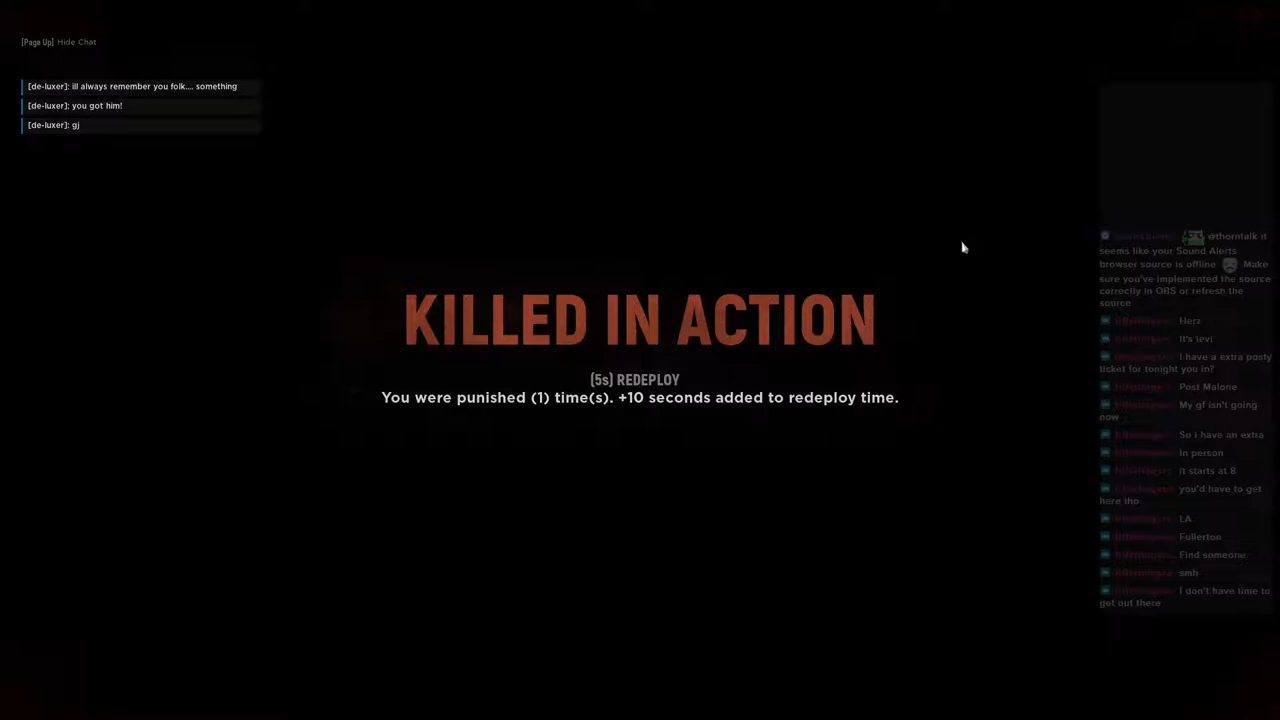 [Page Up] Hide Chat
[de-luxer]: ill always remember you folk.... something
[de-luxer]: you got him!
[de-luxer]: gj
KILLED IN ACTION
(5s) REDEPLOY
You were punished (1) time(s). +10 seconds added to redeploy time.
@thorntalk it
seems like your Sound Alerts
browser source is offline Make
sure you've implemented the source
correctly in OBS or refresh the
source
Herz
It's levi
I have a extra posty
ticket for tonight you in?
Post Malone
My gf isn't going
now
So i have an extra
In person
It starts at 8
you'd have to get
here tho
LA
Fullerton
Find someone
smh
I don't have time to
get out there